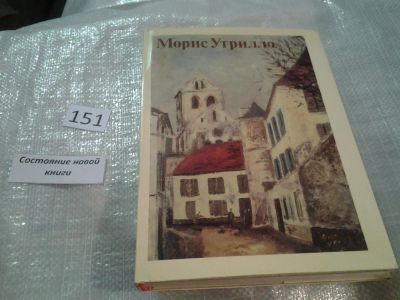 Морис Утрилло
151
Состояние новой
книги